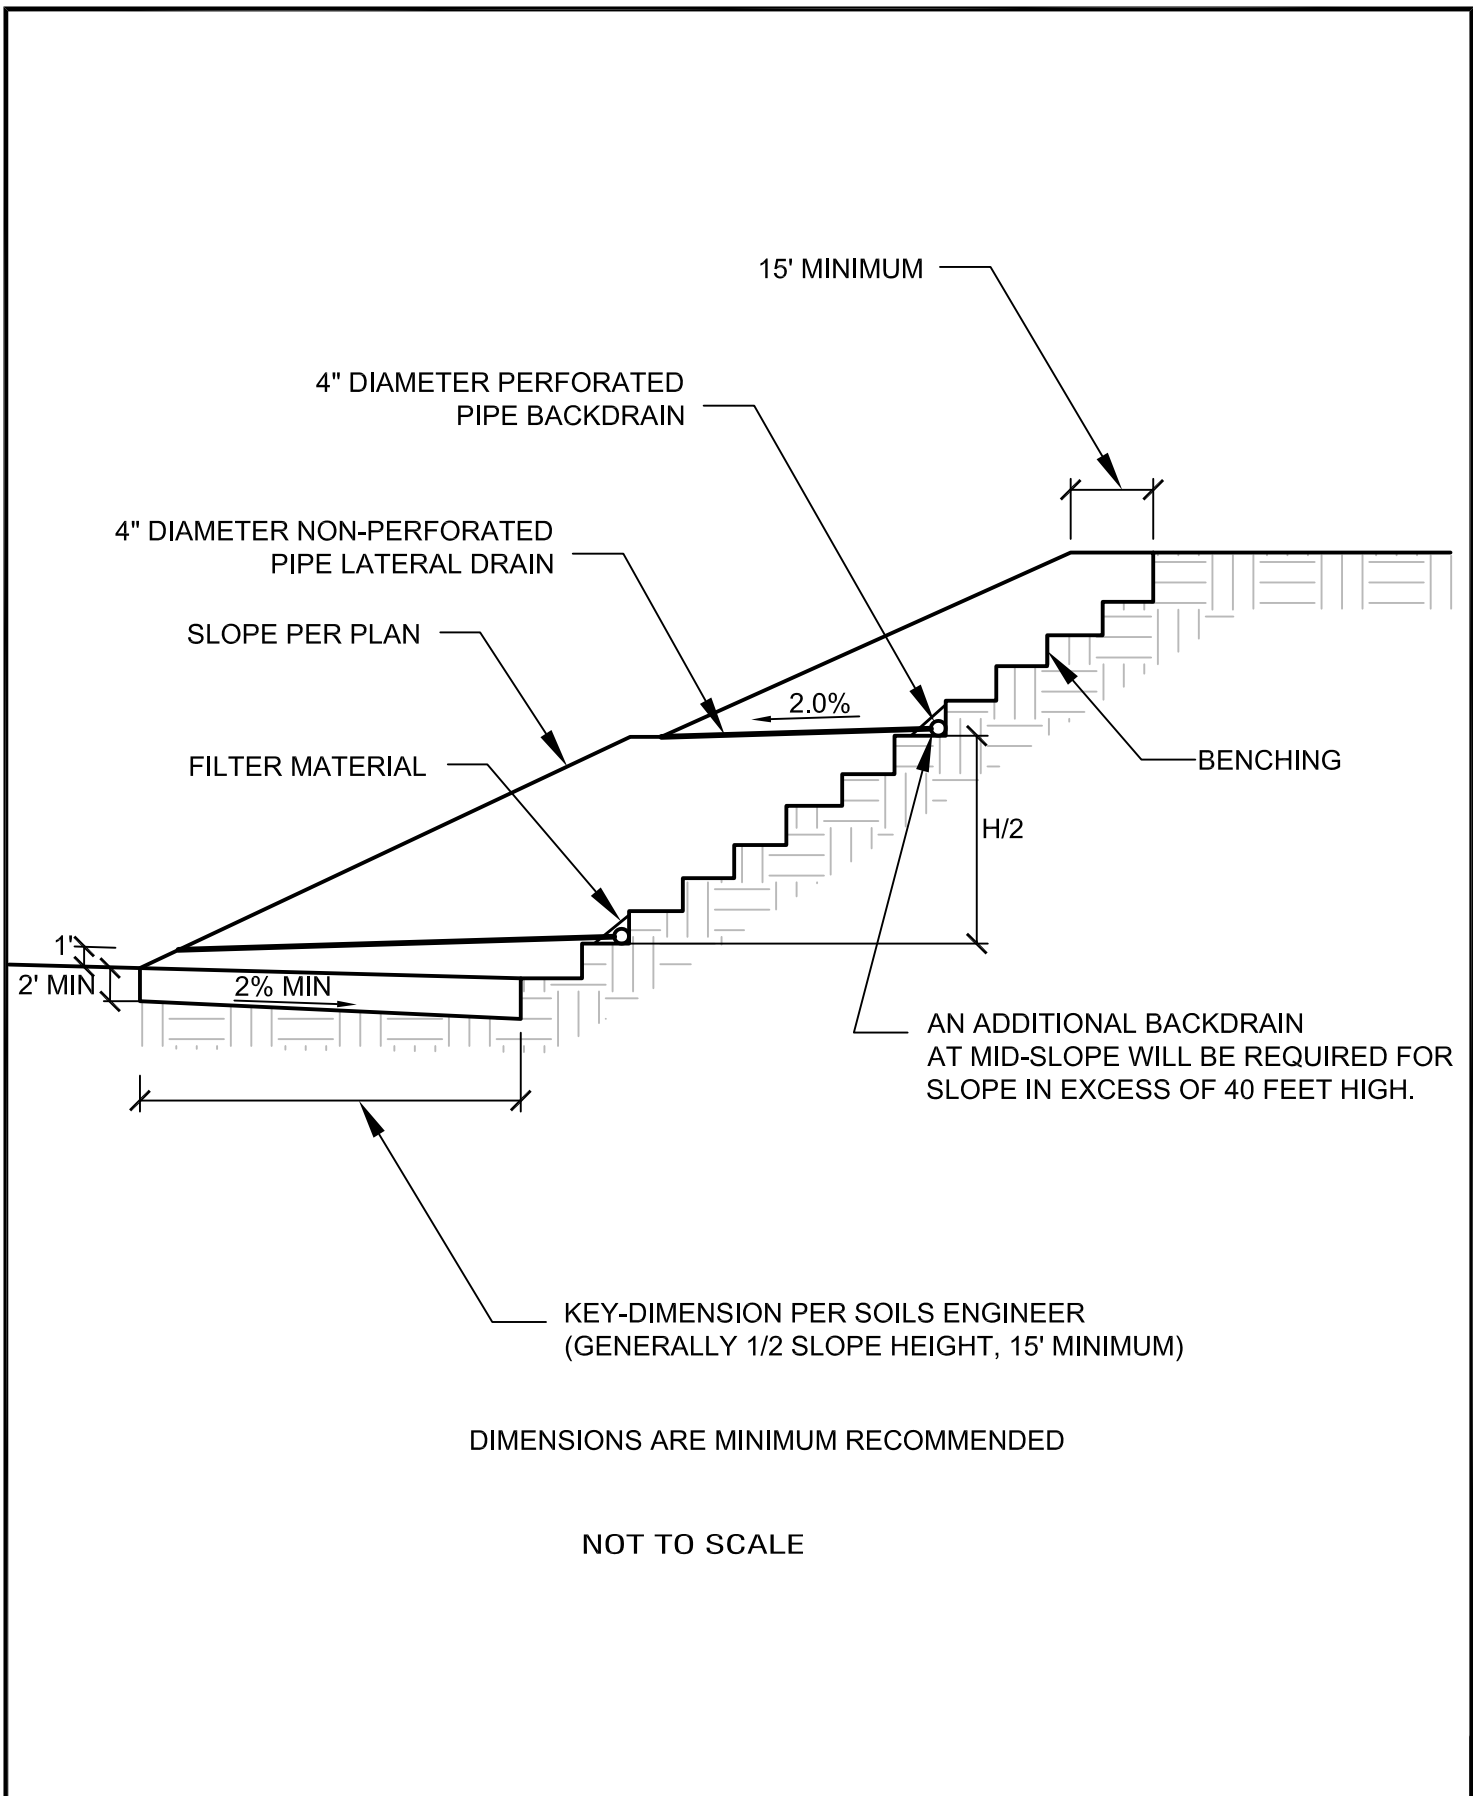 15' MINIMUM
4" DIAMETER PERFORATED
PIPE BACKDRAIN
4" DIAMETER NON-PERFORATED
PIPE LATERAL DRAIN
SLOPE PER PLAN
2.0%
FILTER MATERIAL
BENCHING
H/2
1'
2' MIN
2% MIN
AN ADDITIONAL BACKDRAIN
AT MID-SLOPE WILL BE REQUIRED FOR
SLOPE IN EXCESS OF 40 FEET HIGH.
KEY-DIMENSION PER SOILS ENGINEER
(GENERALLY 1/2 SLOPE HEIGHT, 15' MINIMUM)
DIMENSIONS ARE MINIMUM RECOMMENDED
NOT TO SCALE